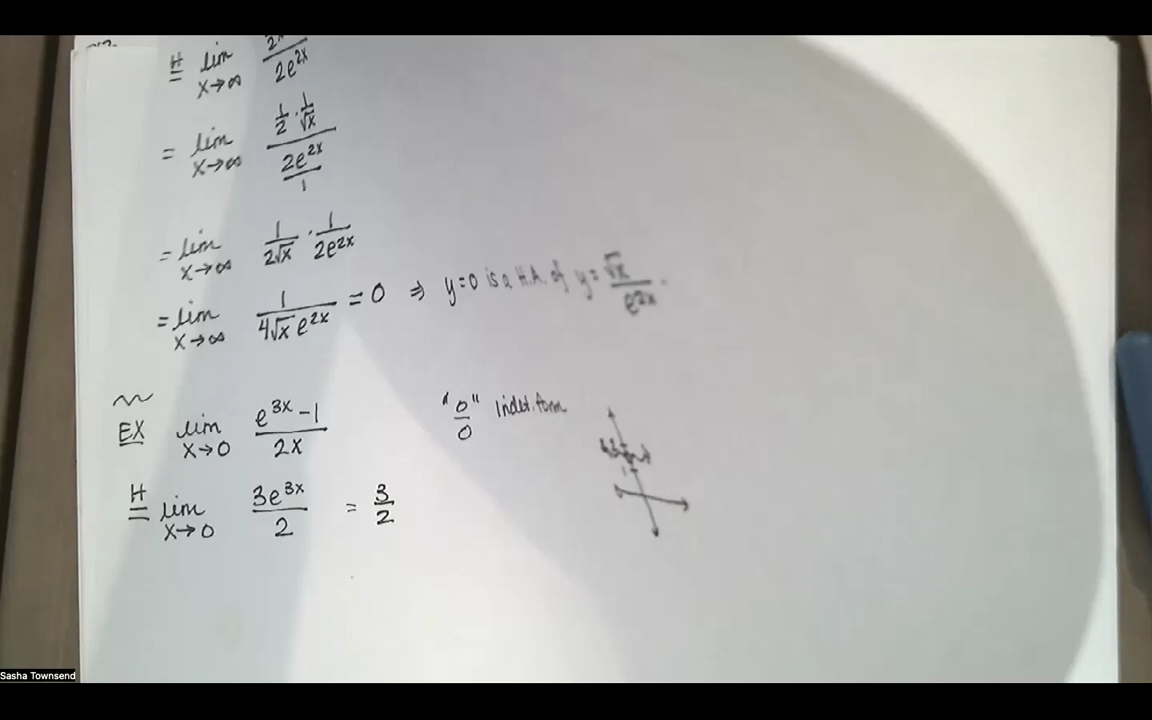 H
= lim x→∞ 2e^2x
= lim x→∞ (1/2 · 1/√x) / (2e^2x / 1)
= lim x→∞ 1/(2√x) · 1/(2e^2x)
= lim x→∞ 1/(4√x e^2x) = 0 ⇒ y=0 is a H.A. of y = √x/e^2x.
EX lim x→0 (e^3x − 1)/2x "0/0" Indet. form
H
= lim x→0 3e^3x/2 = 3/2
Sasha Townsend